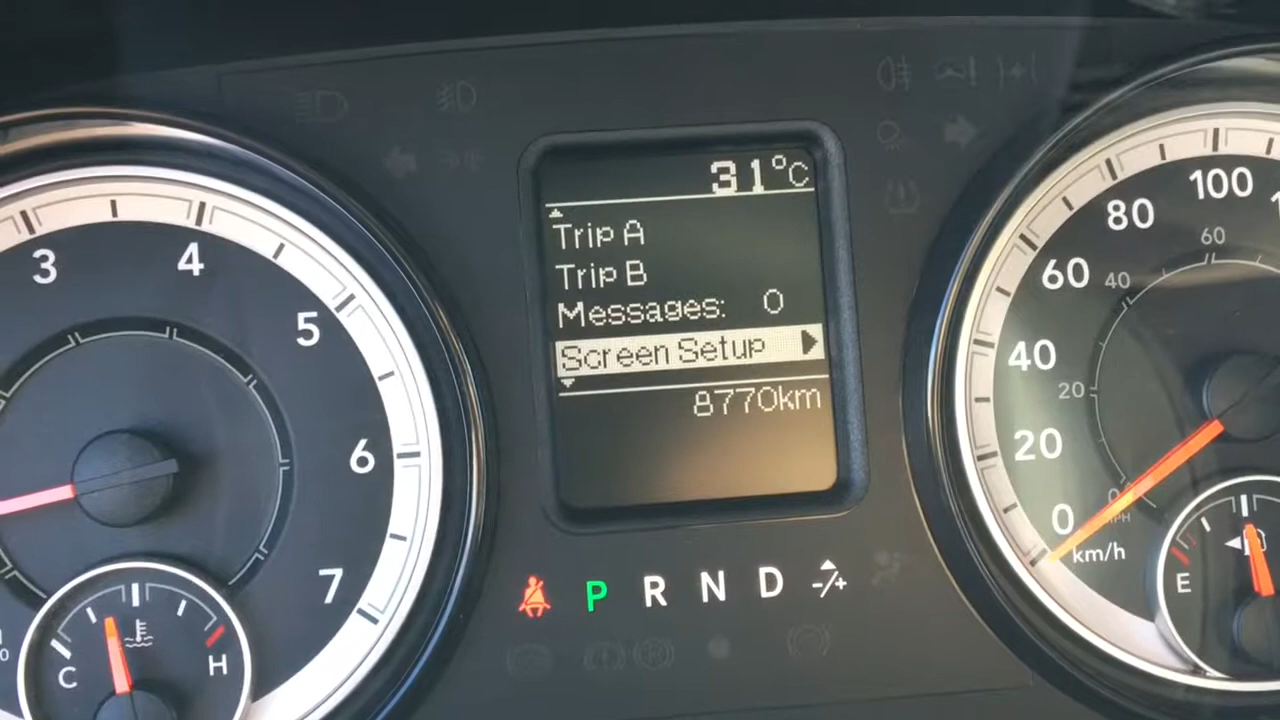 31°C
Trip A
Trip B
Messages: 0
Screen Setup
8770km
3
4
5
6
7
C
H
P R N D -/+
0
20
40
60
80
100
0
20
40
60
MPH
km/h
E